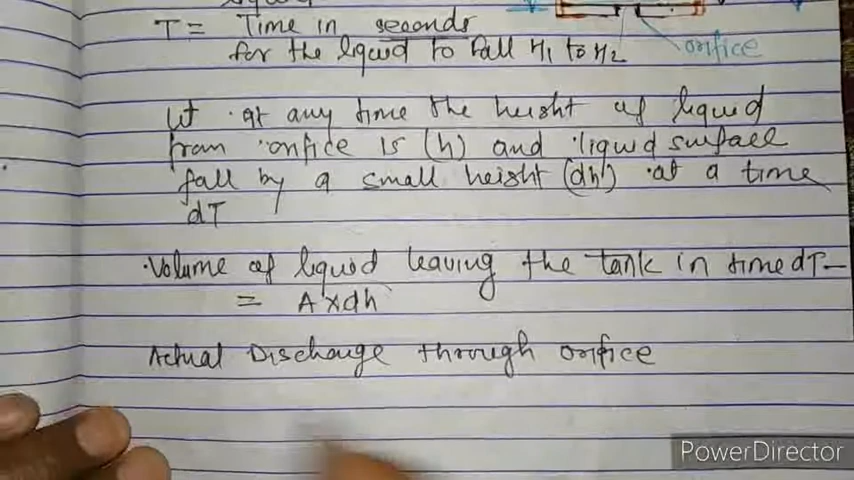 T = Time in seconds
for the liquid to fall H1 to H2
orifice
let at any time the height of liquid
from orifice is (h) and liquid surface
fall by a small height (dh) at a time
dT
Volume of liquid leaving the tank in time dT
= A x dh
Actual Discharge through orifice
PowerDirector